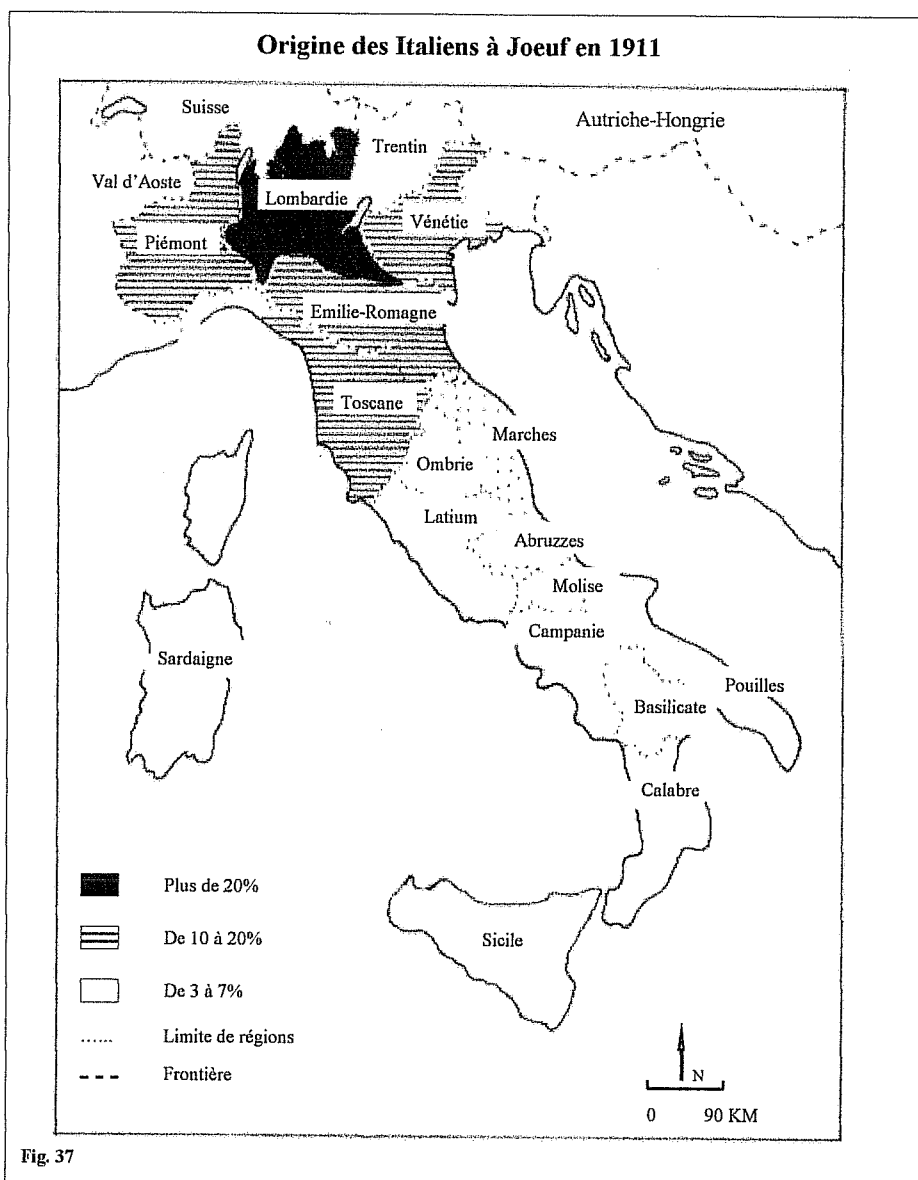 Origine des Italiens à Joeuf en 1911
Suisse
Autriche-Hongrie
Trentin
Val d'Aoste
Lombardie
Vénétie
Piémont
Emilie-Romagne
Toscane
Marches
Ombrie
Latium
Abruzzes
Molise
Campanie
Sardaigne
Pouilles
Basilicate
Calabre
Sicile
Plus de 20%
De 10 à 20%
De 3 à 7%
Limite de régions
Frontière
N
0 90 KM
Fig. 37